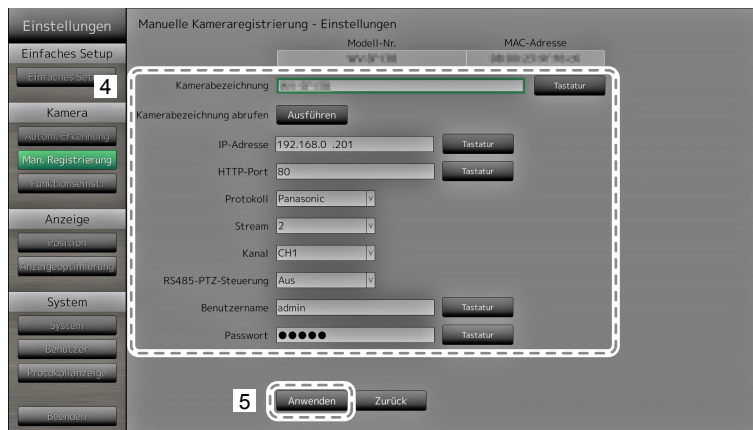 Einstellungen
Einfaches Setup
Einfaches Setup
Kamera
Autom. Erkennung
Man. Registrierung
Funktionseinst.
Anzeige
Position
Anzeigeoptimierung
System
System
Benutzer
Protokollanzeige
Beenden
Manuelle Kameraregistrierung - Einstellungen
Modell-Nr. MAC-Adresse
4
Kamerabezeichnung Tastatur
Kamerabezeichnung abrufen Ausführen
IP-Adresse 192.168.0 .201 Tastatur
HTTP-Port 80 Tastatur
Protokoll Panasonic
Stream 2
Kanal CH1
RS485-PTZ-Steuerung Aus
Benutzername admin Tastatur
Passwort ●●●●● Tastatur
5 Anwenden Zurück